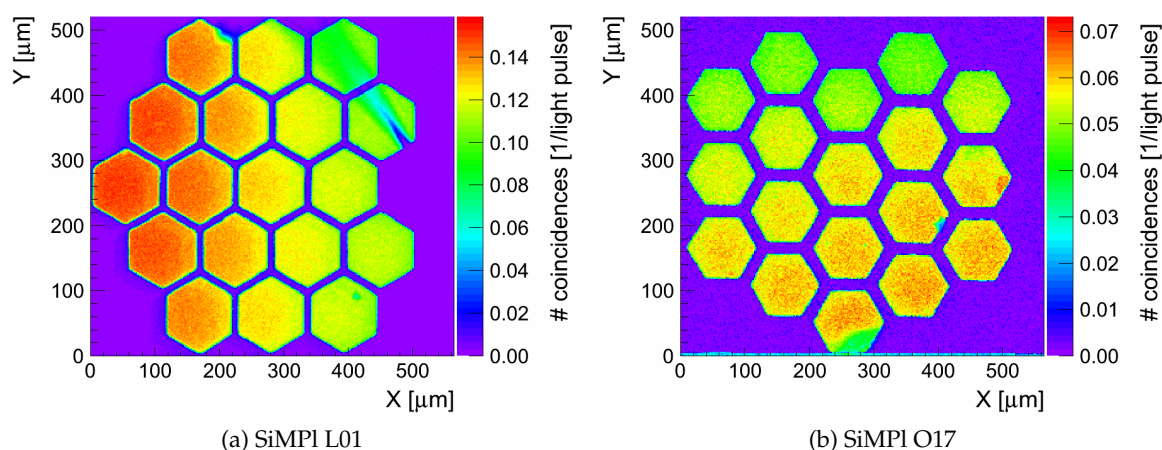 Y [μm]
500
400
300
200
100
0
0 100 200 300 400 500
X [μm]
0.14
0.12
0.10
0.08
0.06
0.04
0.02
0.00
# coincidences [1/light pulse]
(a) SiMPl L01
Y [μm]
500
400
300
200
100
0
0 100 200 300 400 500
X [μm]
0.07
0.06
0.05
0.04
0.03
0.02
0.01
0.00
# coincidences [1/light pulse]
(b) SiMPl O17